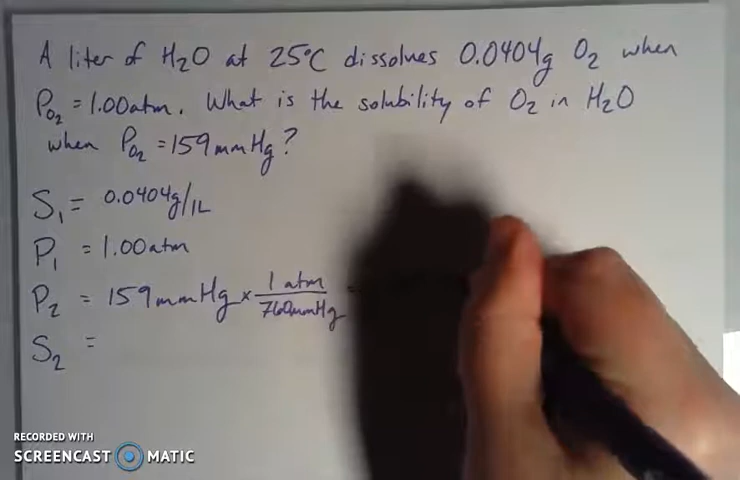 A liter of H₂O at 25°C dissolves 0.0404g O₂ when
P_O₂ = 1.00atm. What is the solubility of O₂ in H₂O
when P_O₂ = 159mmHg?
S₁ = 0.0404g/1L
P₁ = 1.00atm
P₂ = 159mmHg × 1 atm/760mmHg =
S₂ =
RECORDED WITH
SCREENCAST MATIC